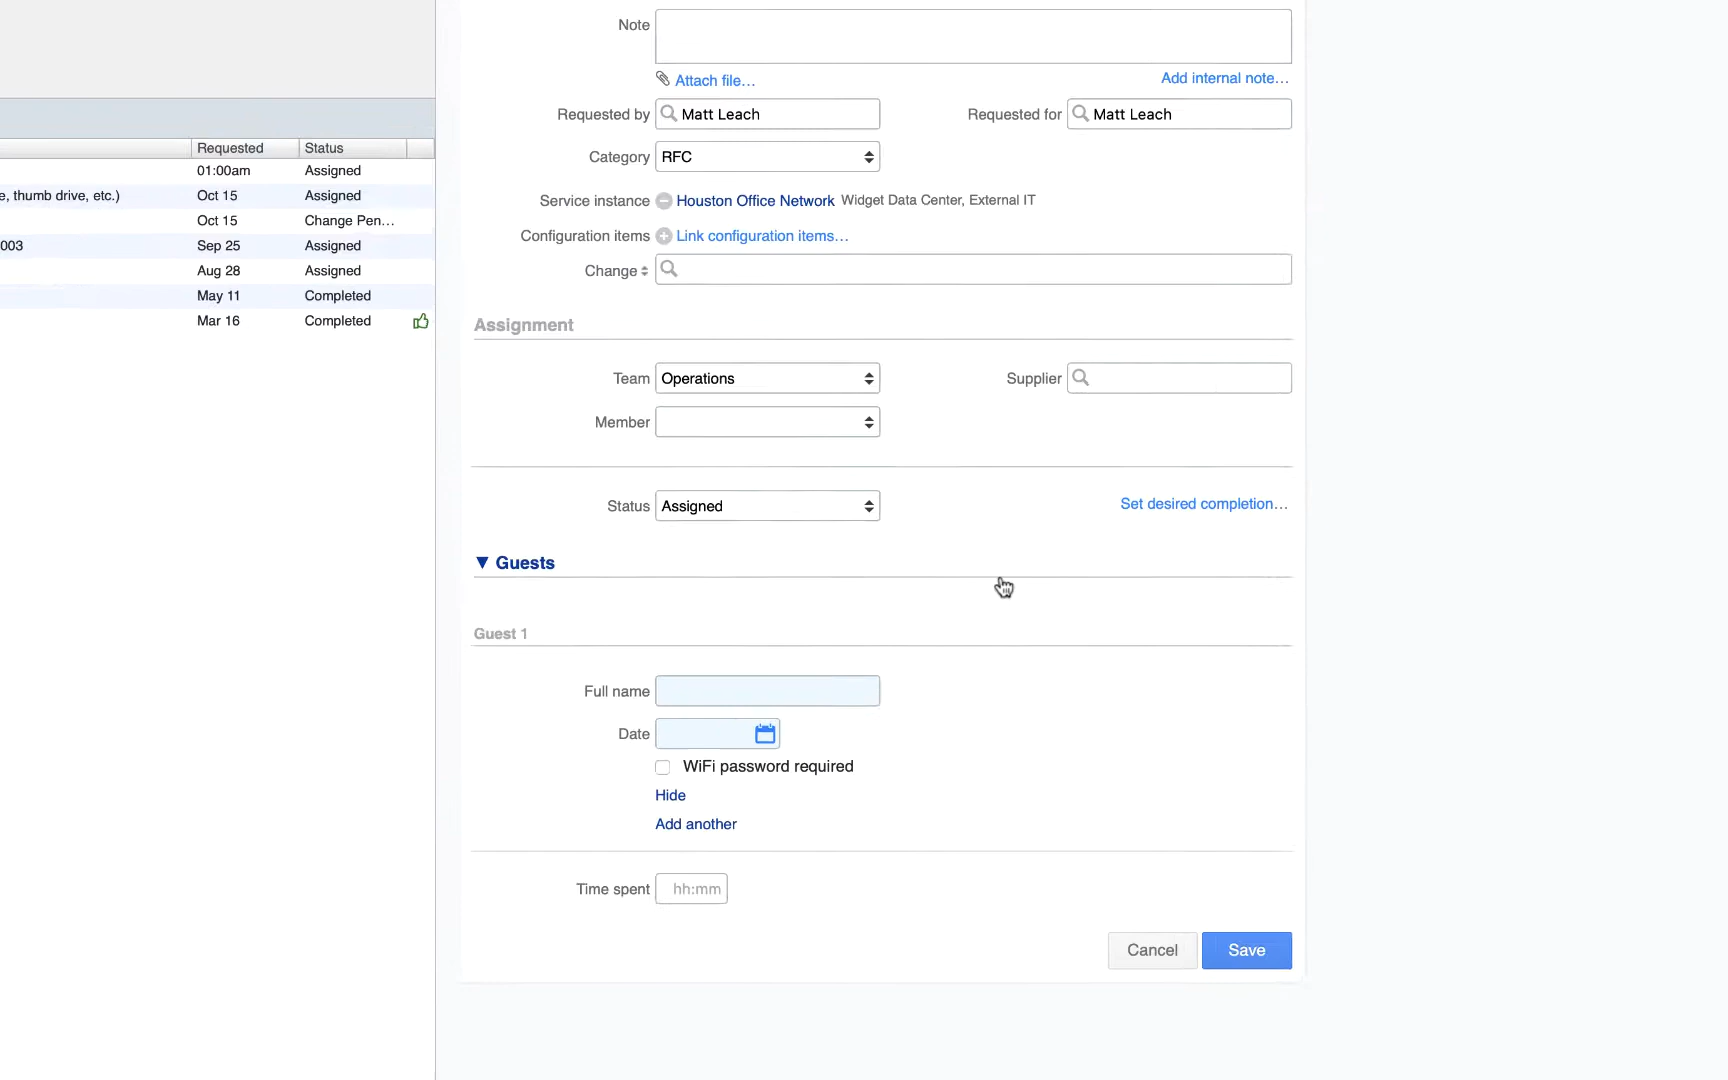 Note
Attach file…
Add internal note…
Requested by Matt Leach
Requested for Matt Leach
Category RFC
Service instance Houston Office Network Widget Data Center, External IT
Configuration items Link configuration items…
Change
Assignment
Team Operations
Supplier
Member
Status Assigned
Set desired completion…
▼ Guests
Guest 1
Full name
Date
WiFi password required
Hide
Add another
Time spent hh:mm
Cancel
Save
Requested Status
01:00am Assigned
e, thumb drive, etc.) Oct 15 Assigned
Oct 15 Change Pen…
003 Sep 25 Assigned
Aug 28 Assigned
May 11 Completed
Mar 16 Completed